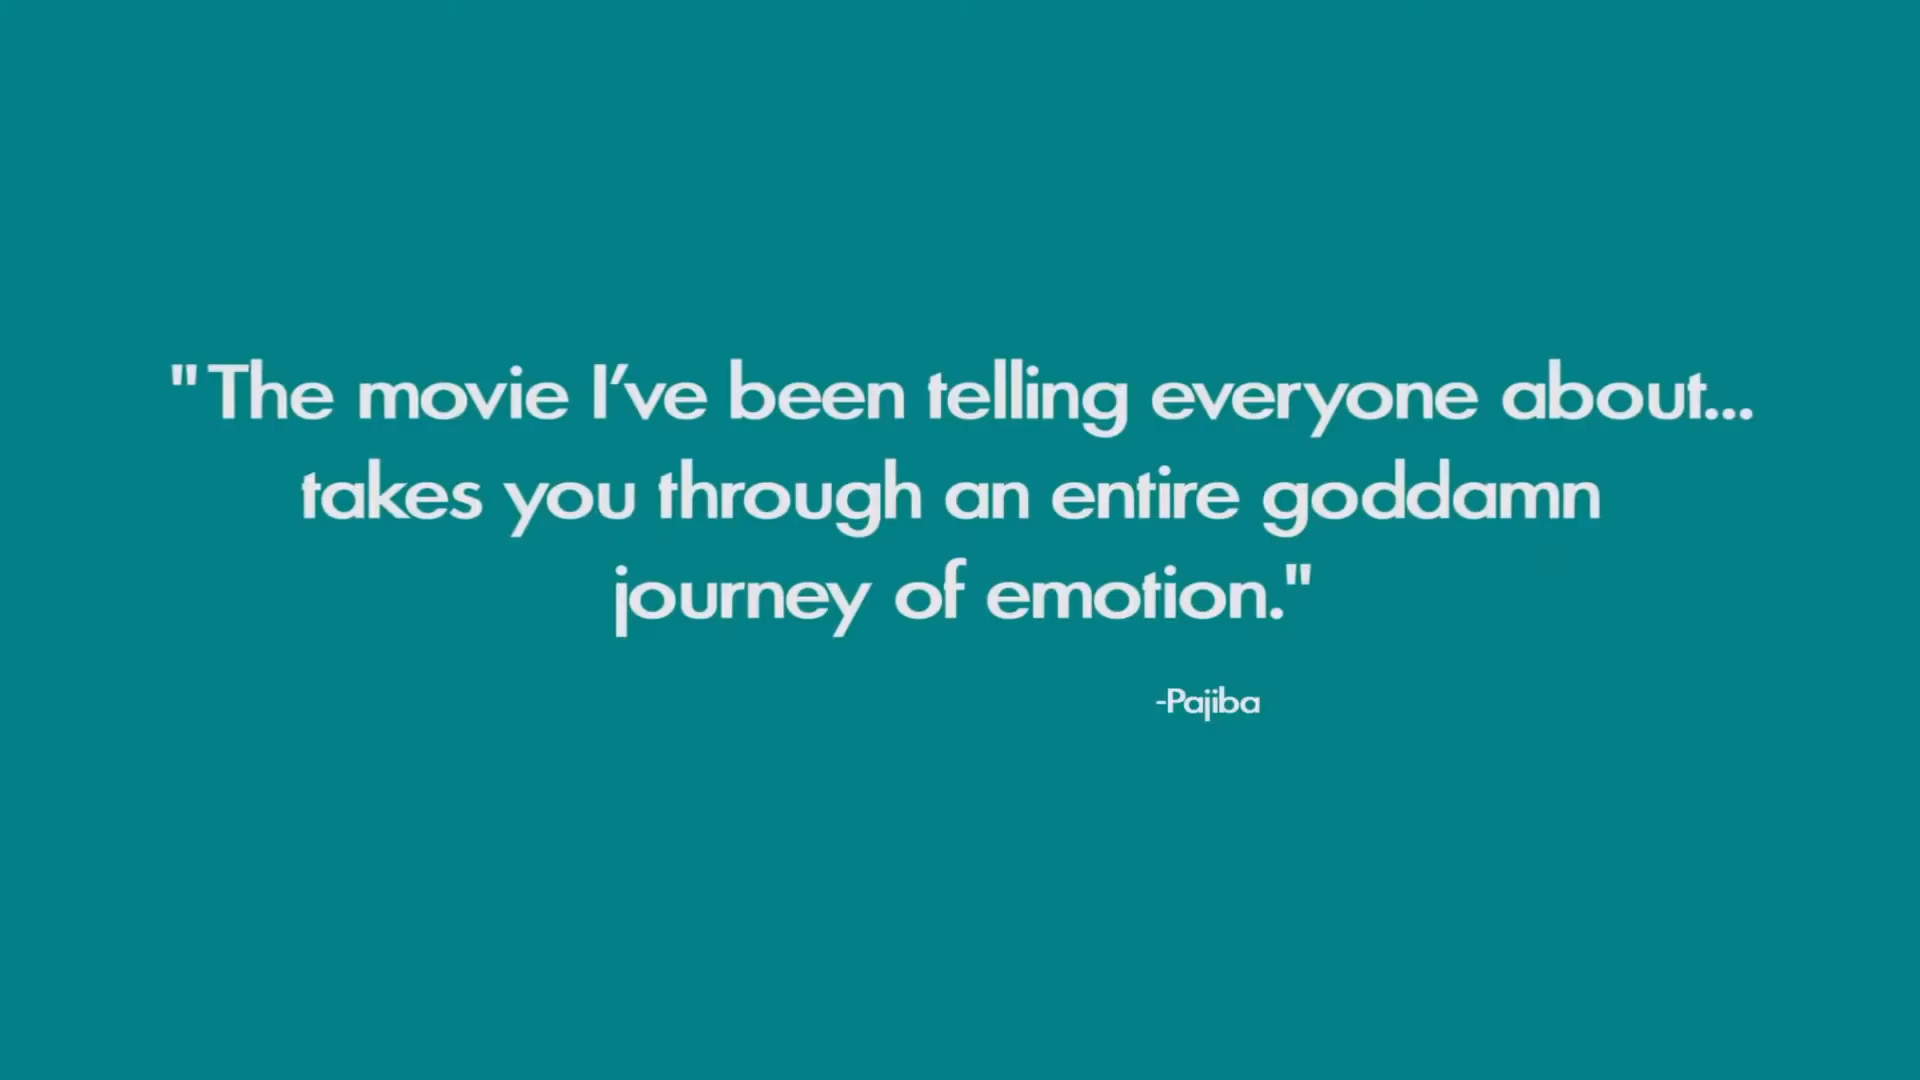 "The movie I’ve been telling everyone about...
takes you through an entire goddamn
journey of emotion."
-Pajiba